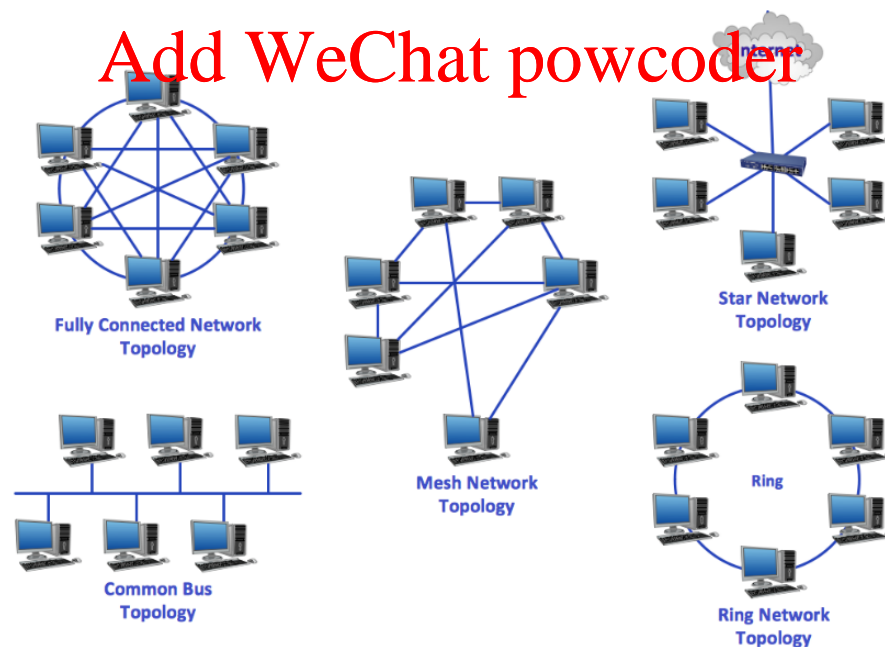 Add WeChat powcoder
Internet
Fully Connected Network
Topology
Mesh Network
Topology
Star Network
Topology
Common Bus
Topology
Ring
Ring Network
Topology